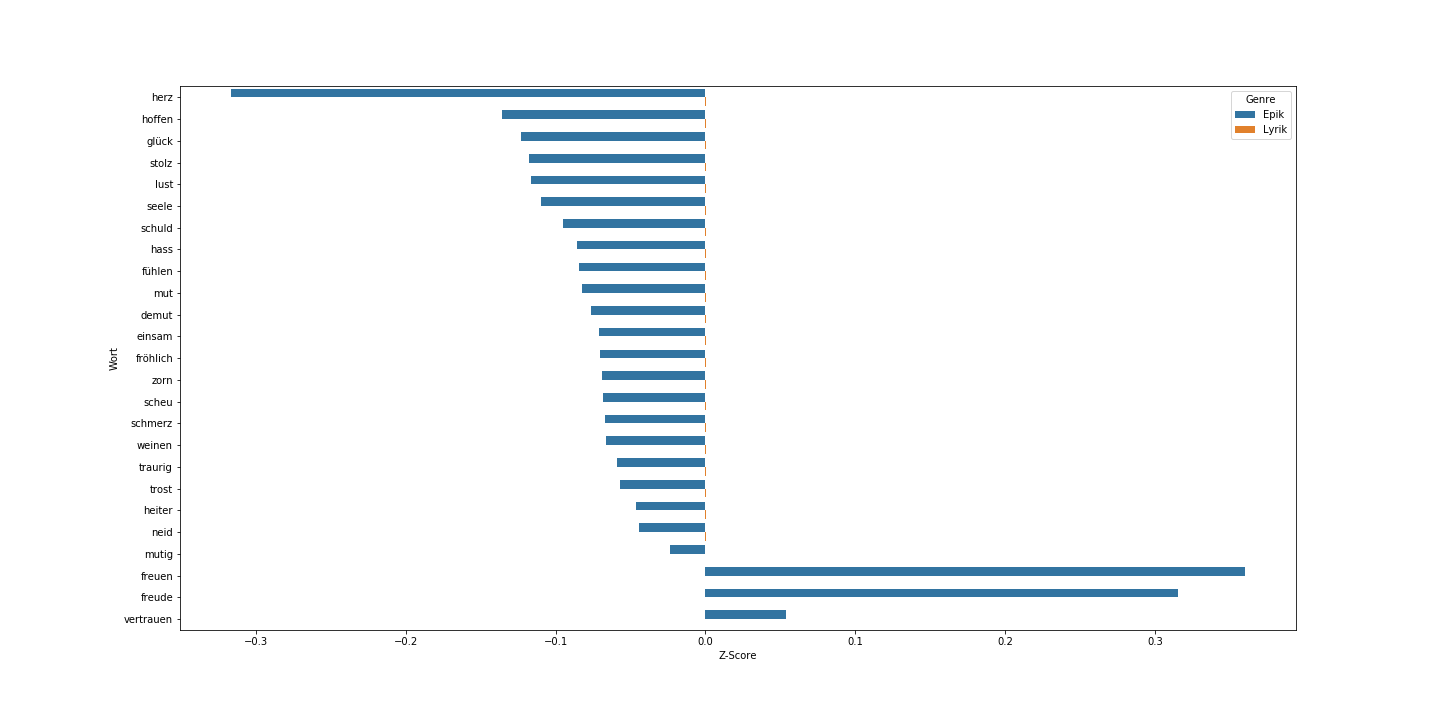 Genre
Epik
Lyrik
Wort
herz
hoffen
glück
stolz
lust
seele
schuld
hass
fühlen
mut
demut
einsam
fröhlich
zorn
scheu
schmerz
weinen
traurig
trost
heiter
neid
mutig
freuen
freude
vertrauen
−0.3 −0.2 −0.1 0.0 0.1 0.2 0.3
Z-Score